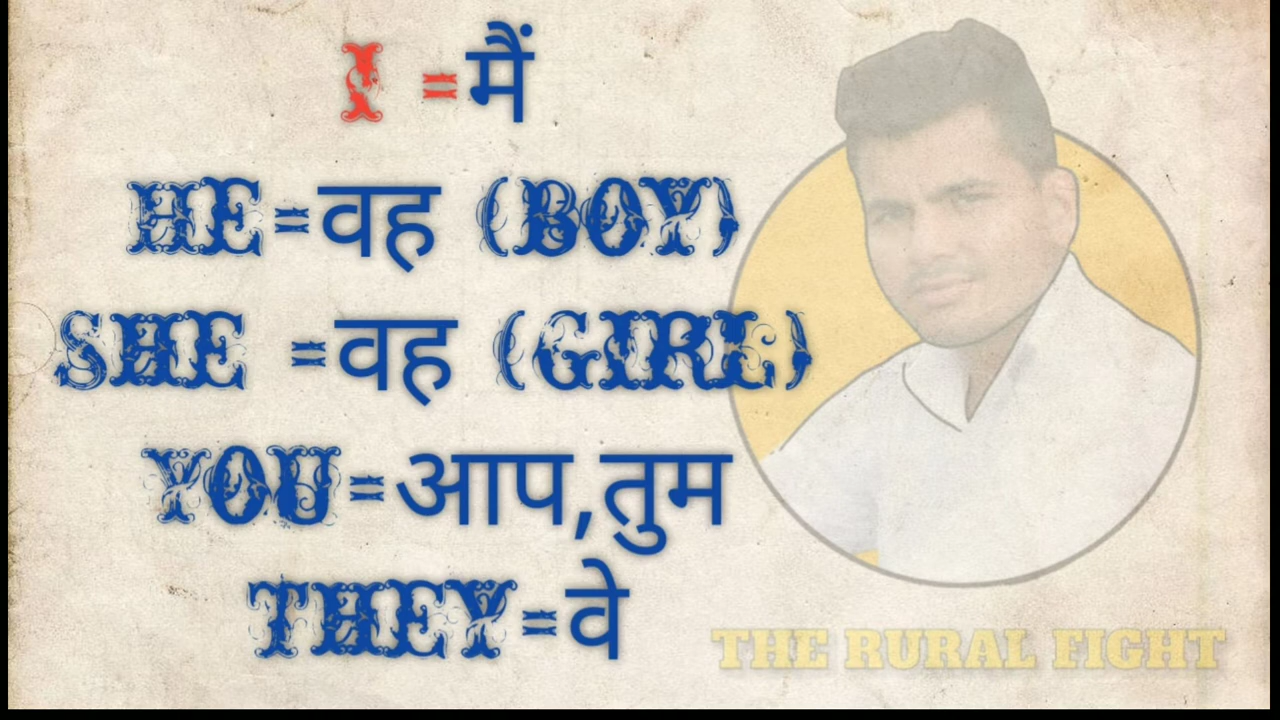 I =मैं
HE=वह (BOY)
SHE =वह (GIRL)
YOU=आप,तुम
THEY=वे
THE RURAL FIGHT